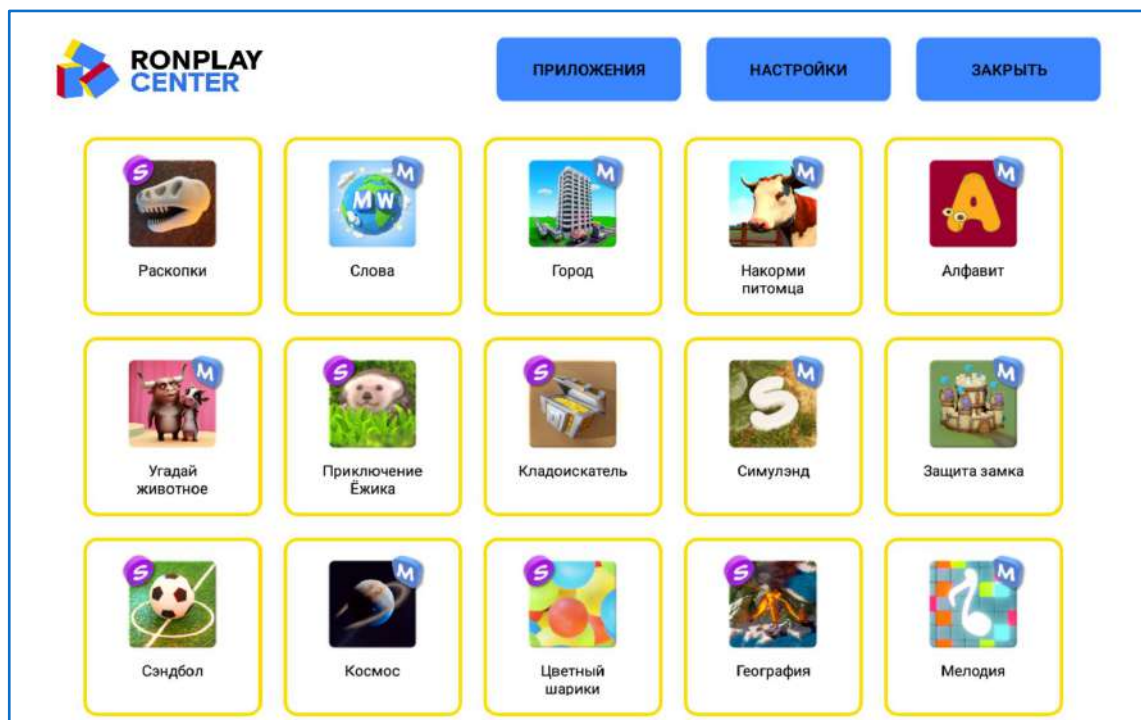 RONPLAY
CENTER
ПРИЛОЖЕНИЯ
НАСТРОЙКИ
ЗАКРЫТЬ
S
M
M W
M
M
M
A
Раскопки
Слова
Город
Накорми
питомца
Алфавит
M
S
S
M
S
M
Угадай
животное
Приключение
Ёжика
Кладоискатель
Симулэнд
Защита замка
S
M
S
S
M
Сэндбол
Космос
Цветный
шарики
География
Мелодия